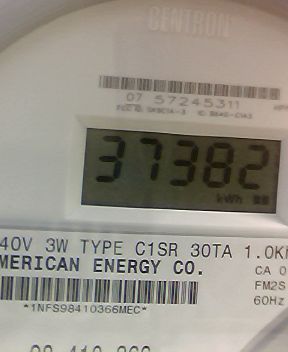 CENTRON
07 57245311
37382
kWh
40V 3W TYPE C1SR 30TA 1.0K
MERICAN ENERGY CO.
CA 0
FM2S
60Hz
*1NFS98410366MEC*